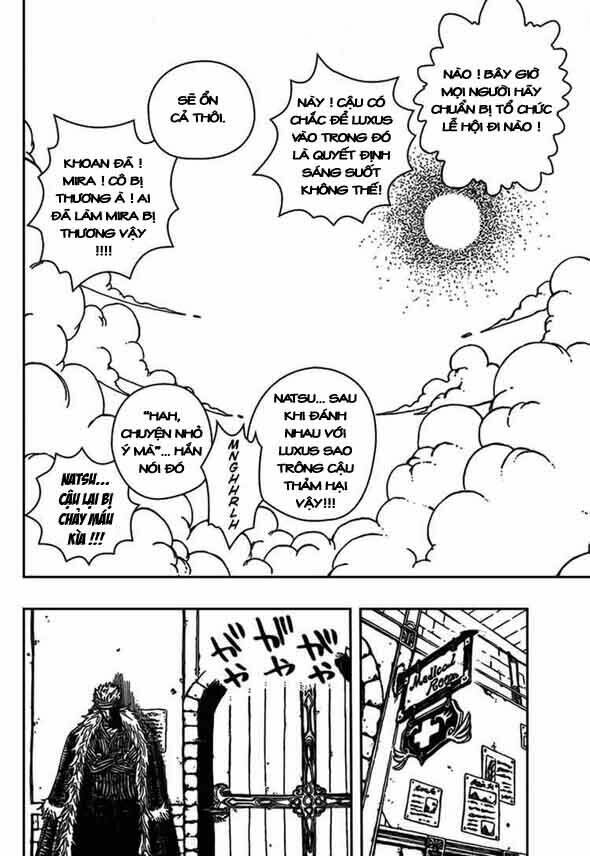 NÀO ! BÂY GIỜ
MỌI NGƯỜI HÃY
CHUẨN BỊ TỔ CHỨC
LỄ HỘI ĐI NÀO !
NÀY ! CẬU CÓ
CHẮC ĐỂ LUXUS
VÀO TRONG ĐÓ
LÀ QUYẾT ĐỊNH
SÁNG SUỐT
KHÔNG THẾ!
SẼ ỔN
CẢ THÔI.
KHOAN ĐÃ !
MIRA ! CÔ BỊ
THƯƠNG À ! AI
ĐÃ LÀM MIRA BỊ
THƯƠNG VẬY
!!!!
NATSU... SAU
KHI ĐÁNH
NHAU VỚI
LUXUS SAO
TRÔNG CẬU
THẢM HẠI
VẬY!!!
MNGHHRLH
"HAH,
CHUYỆN NHỎ
Ý MÀ"... HẮN
NÓI ĐÓ
NATSU...
CẬU LẠI BỊ
CHẢY MÁU
KÌA !!!
Medical
Room
ガヤ
ガヤ
ガヤ